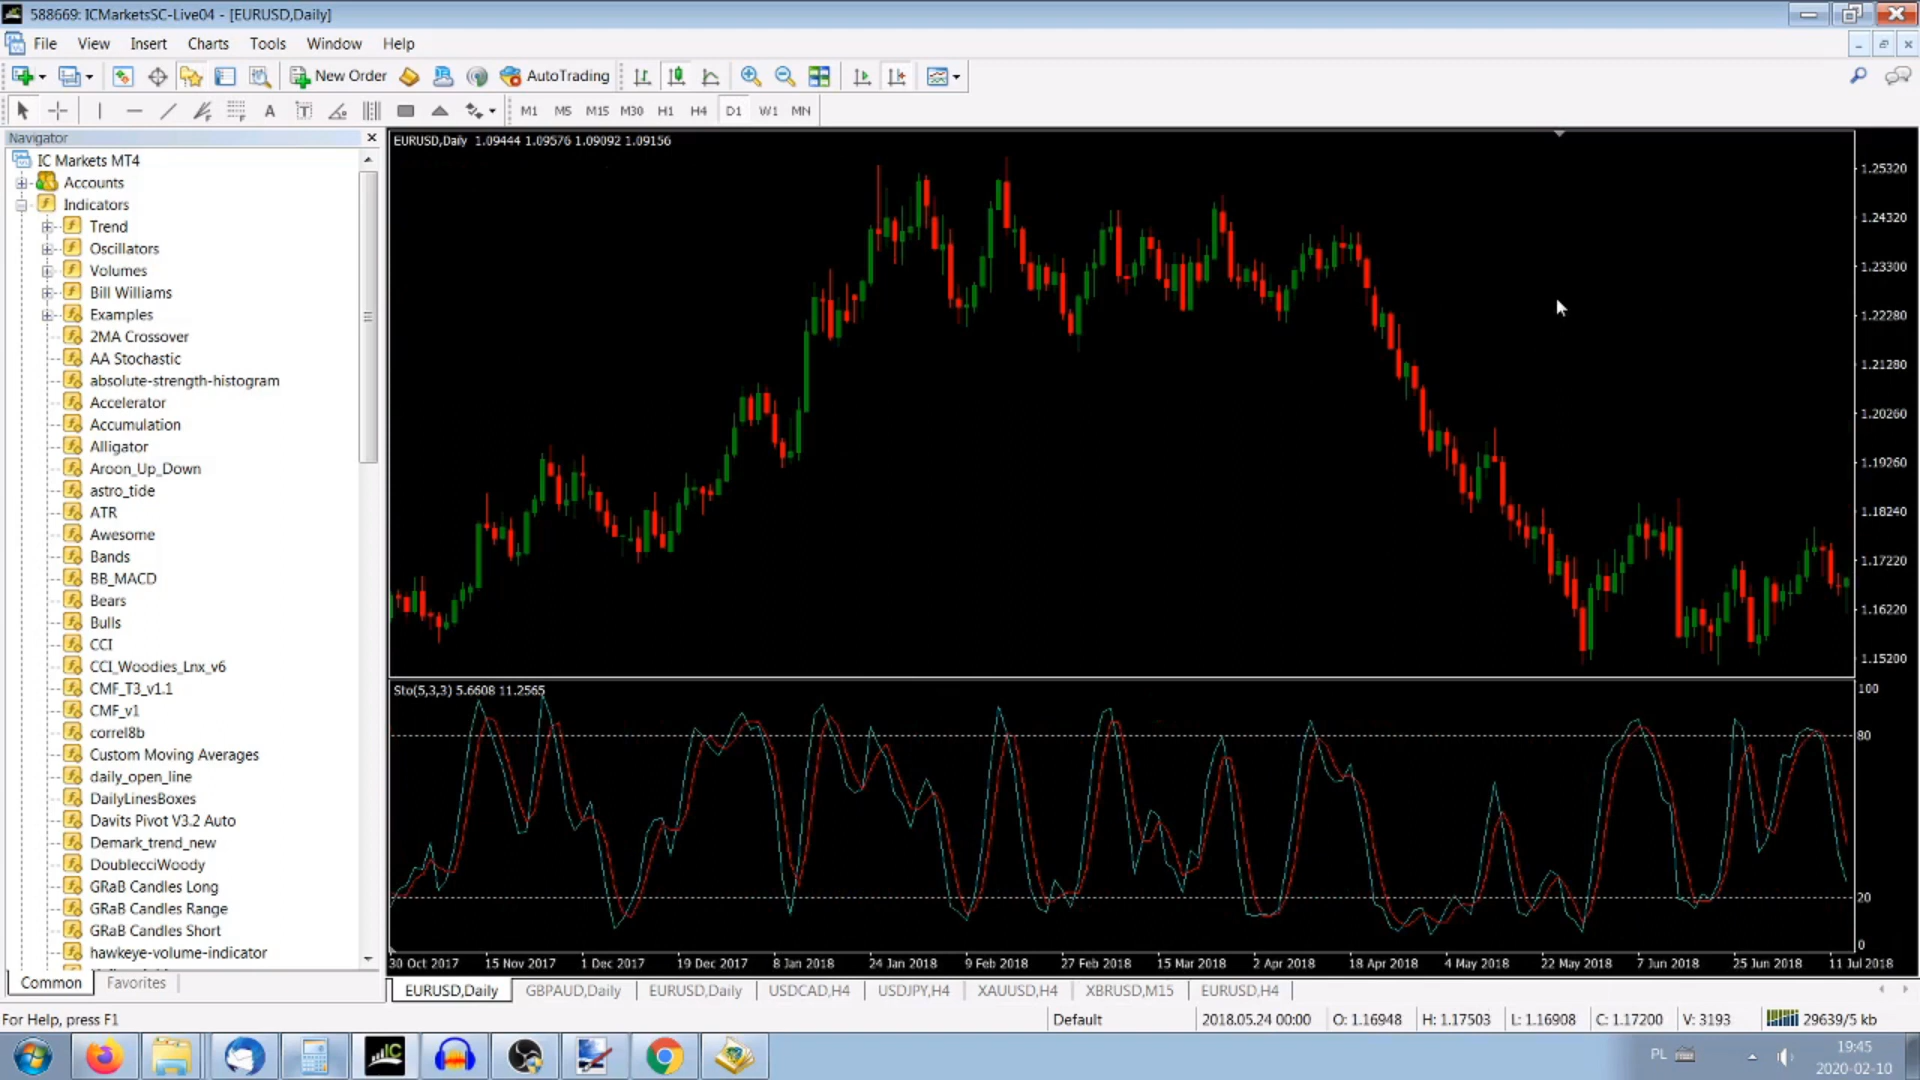 588669: ICMarketsSC-Live04 - [EURUSD,Daily]
File View Insert Charts Tools Window Help
New Order AutoTrading
A T M1 M5 M15 M30 H1 H4 D1 W1 MN
Navigator
IC Markets MT4
Accounts
Indicators
Trend
Oscillators
Volumes
Bill Williams
Examples
2MA Crossover
AA Stochastic
absolute-strength-histogram
Accelerator
Accumulation
Alligator
Aroon_Up_Down
astro_tide
ATR
Awesome
Bands
BB_MACD
Bears
Bulls
CCI
CCI_Woodies_Lnx_v6
CMF_T3_v1.1
CMF_v1
correl8b
Custom Moving Averages
daily_open_line
DailyLinesBoxes
Davits Pivot V3.2 Auto
Demark_trend_new
DoublecciWoody
GRaB Candles Long
GRaB Candles Range
GRaB Candles Short
hawkeye-volume-indicator
Common Favorites
EURUSD,Daily 1.09444 1.09576 1.09092 1.09156
1.25320
1.24320
1.23300
1.22280
1.21280
1.20260
1.19260
1.18240
1.17220
1.16220
1.15200
Sto(5,3,3) 5.6608 11.2565
100
80
20
0
30 Oct 2017 15 Nov 2017 1 Dec 2017 19 Dec 2017 8 Jan 2018 24 Jan 2018 9 Feb 2018 27 Feb 2018 15 Mar 2018 2 Apr 2018 18 Apr 2018 4 May 2018 22 May 2018 7 Jun 2018 25 Jun 2018 11 Jul 2018
EURUSD,Daily GBPAUD,Daily EURUSD,Daily USDCAD,H4 USDJPY,H4 XAUUSD,H4 XBRUSD,M15 EURUSD,H4
For Help, press F1 Default 2018.05.24 00:00 O: 1.16948 H: 1.17503 L: 1.16908 C: 1.17200 V: 3193 29639/5 kb
IC PL 19:45
2020-02-10